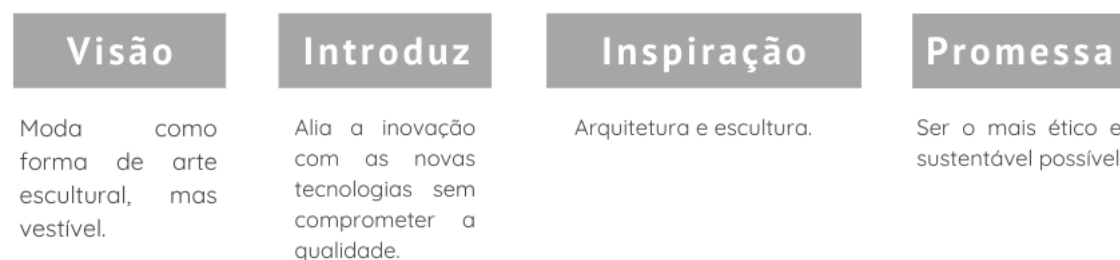 Visão
Moda como
forma de arte
escultural, mas
vestível.
Introduz
Alia a inovação
com as novas
tecnologias sem
comprometer a
qualidade.
Inspiração
Arquitetura e escultura.
Promessa
Ser o mais ético e
sustentável possível